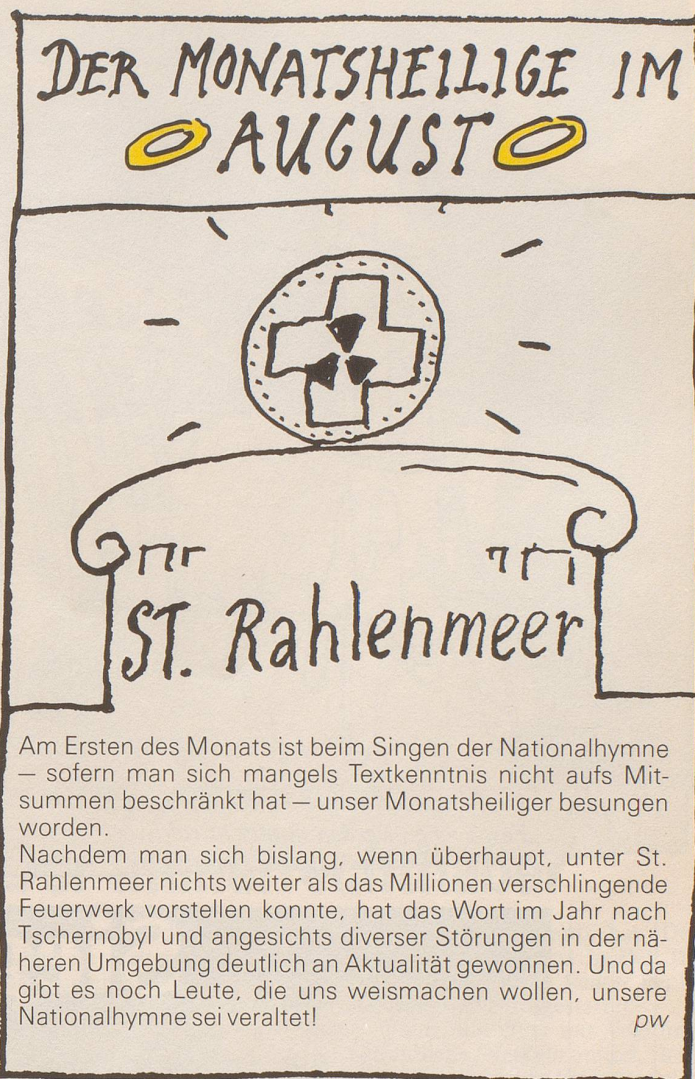 DER MONATSHEILIGE IM
AUGUST
ST. Rahlenmeer
Am Ersten des Monats ist beim Singen der Nationalhymne
— sofern man sich mangels Textkenntnis nicht aufs Mit-
summen beschränkt hat — unser Monatsheiliger besungen
worden.
Nachdem man sich bislang, wenn überhaupt, unter St.
Rahlenmeer nichts weiter als das Millionen verschlingende
Feuerwerk vorstellen konnte, hat das Wort im Jahr nach
Tschernobyl und angesichts diverser Störungen in der nä-
heren Umgebung deutlich an Aktualität gewonnen. Und da
gibt es noch Leute, die uns weismachen wollen, unsere
Nationalhymne sei veraltet! pw